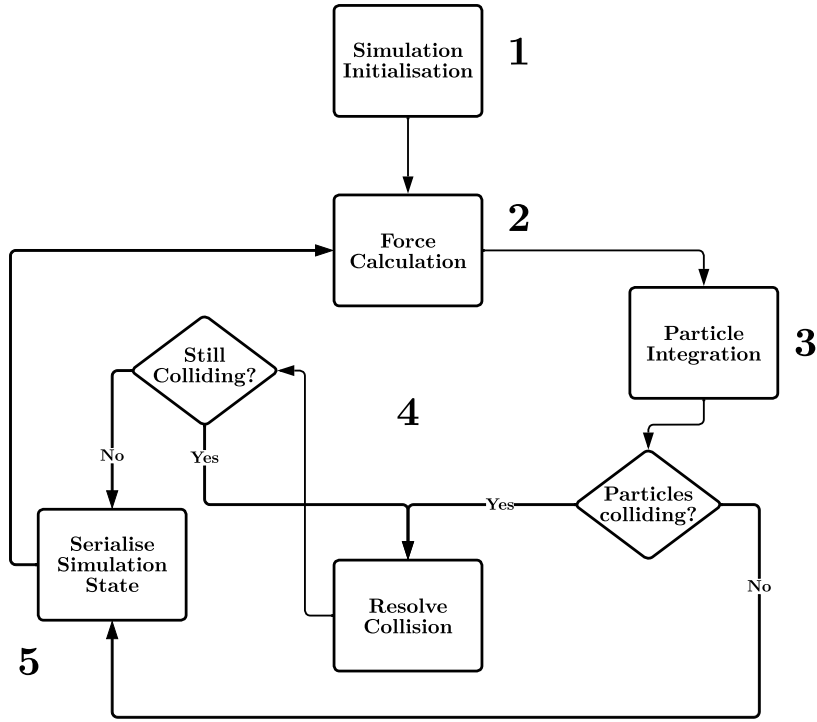 Simulation
Initialisation
1
Force
Calculation
2
Particle
Integration
3
Still
Colliding?
4
No
Yes
Particles
colliding?
Yes
No
Serialise
Simulation
State
Resolve
Collision
5